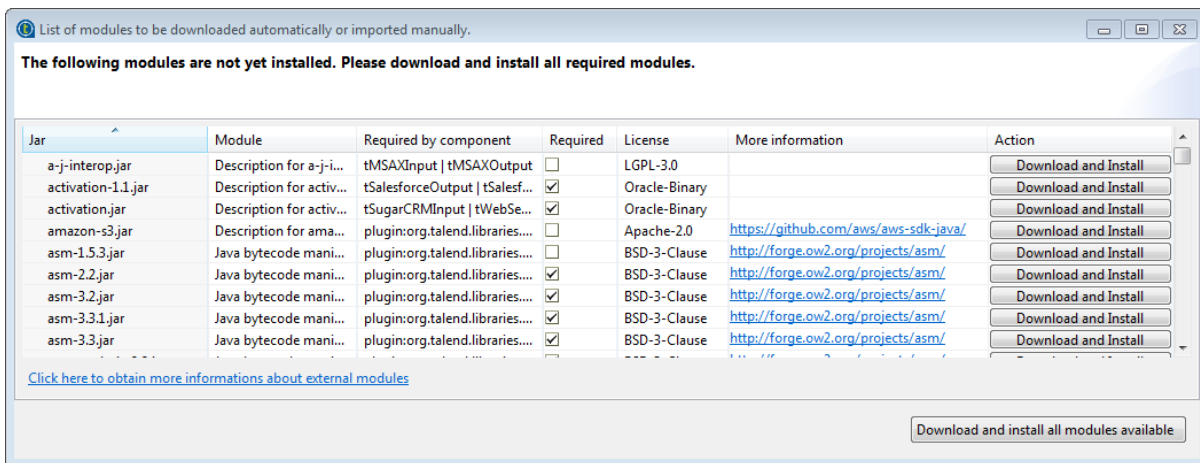 List of modules to be downloaded automatically or imported manually.
The following modules are not yet installed. Please download and install all required modules.
Jar Module Required by component Required License More information Action
a-j-interop.jar Description for a-j-i... tMSAXInput | tMSAXOutput LGPL-3.0 Download and Install
activation-1.1.jar Description for activ... tSalesforceOutput | tSalesf... Oracle-Binary Download and Install
activation.jar Description for activ... tSugarCRMInput | tWebSe... Oracle-Binary Download and Install
amazon-s3.jar Description for ama... plugin:org.talend.libraries.... Apache-2.0 https://github.com/aws/aws-sdk-java/ Download and Install
asm-1.5.3.jar Java bytecode mani... plugin:org.talend.libraries.... BSD-3-Clause http://forge.ow2.org/projects/asm/ Download and Install
asm-2.2.jar Java bytecode mani... plugin:org.talend.libraries.... BSD-3-Clause http://forge.ow2.org/projects/asm/ Download and Install
asm-3.2.jar Java bytecode mani... plugin:org.talend.libraries.... BSD-3-Clause http://forge.ow2.org/projects/asm/ Download and Install
asm-3.3.1.jar Java bytecode mani... plugin:org.talend.libraries.... BSD-3-Clause http://forge.ow2.org/projects/asm/ Download and Install
asm-3.3.jar Java bytecode mani... plugin:org.talend.libraries.... BSD-3-Clause http://forge.ow2.org/projects/asm/ Download and Install
Click here to obtain more informations about external modules
Download and install all modules available